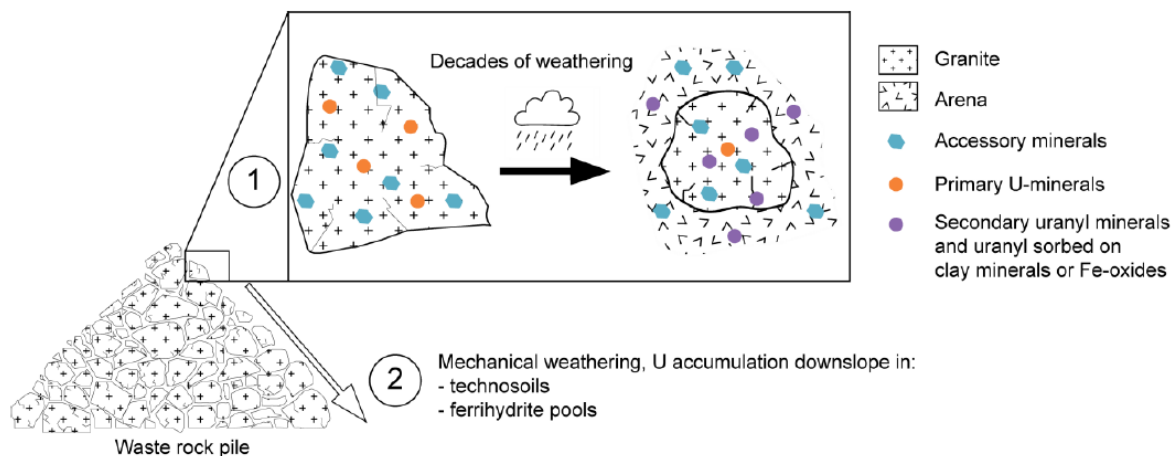 Decades of weathering
1
Granite
Arena
Accessory minerals
Primary U-minerals
Secondary uranyl minerals
and uranyl sorbed on
clay minerals or Fe-oxides
2
Mechanical weathering, U accumulation downslope in:
- technosoils
- ferrihydrite pools
Waste rock pile